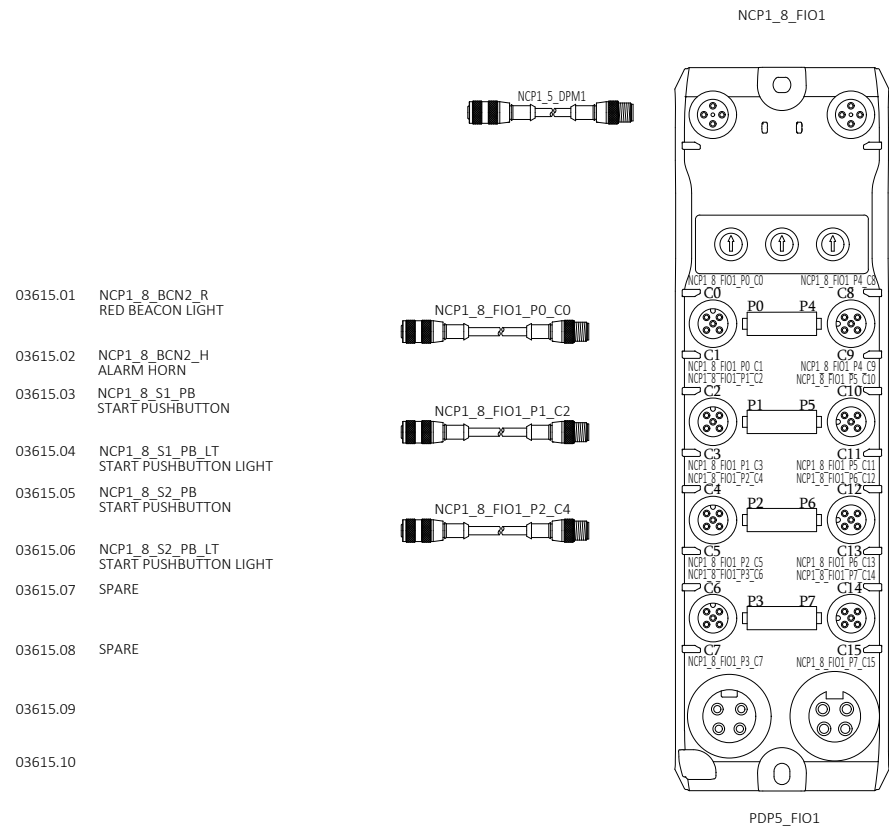 NCP1_8_FIO1
NCP1_5_DPM1
03615.01 NCP1_8_BCN2_R
RED BEACON LIGHT
03615.02 NCP1_8_BCN2_H
ALARM HORN
03615.03 NCP1_8_S1_PB
START PUSHBUTTON
03615.04 NCP1_8_S1_PB_LT
START PUSHBUTTON LIGHT
03615.05 NCP1_8_S2_PB
START PUSHBUTTON
03615.06 NCP1_8_S2_PB_LT
START PUSHBUTTON LIGHT
03615.07 SPARE
03615.08 SPARE
03615.09
03615.10
NCP1_8_FIO1_P0_C0
NCP1_8_FIO1_P1_C2
NCP1_8_FIO1_P2_C4
NCP1_8_FIO1_P0_C0 NCP1_8_FIO1_P4_C8
C0 C8
P0 P4
C1 C9
NCP1_8_FIO1_P0_C1 NCP1_8_FIO1_P4_C9
NCP1_8_FIO1_P1_C2 NCP1_8_FIO1_P5_C10
C2 C10
P1 P5
C3 C11
NCP1_8_FIO1_P1_C3 NCP1_8_FIO1_P5_C11
NCP1_8_FIO1_P2_C4 NCP1_8_FIO1_P6_C12
C4 C12
P2 P6
C5 C13
NCP1_8_FIO1_P2_C5 NCP1_8_FIO1_P6_C13
NCP1_8_FIO1_P3_C6 NCP1_8_FIO1_P7_C14
C6 C14
P3 P7
C7 C15
NCP1_8_FIO1_P3_C7 NCP1_8_FIO1_P7_C15
PDP5_FIO1